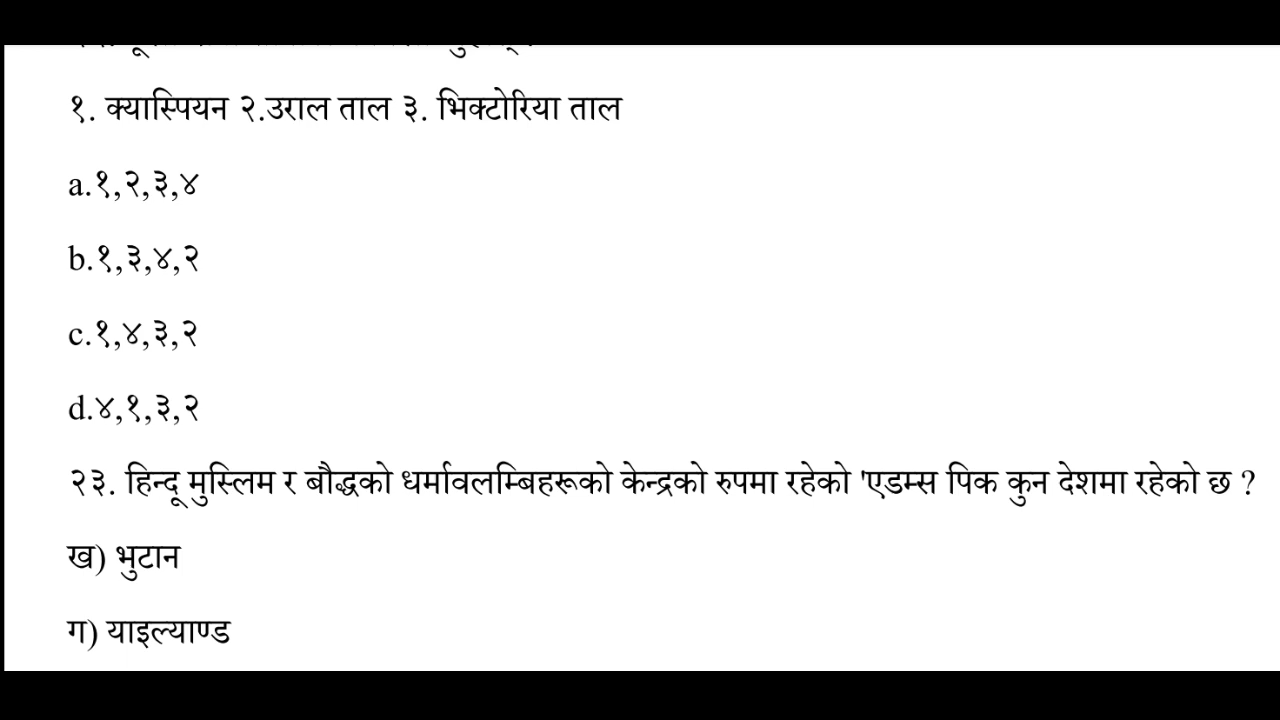 १. क्यास्पियन २.उराल ताल ३. भिक्टोरिया ताल
a.१,२,३,४
b.१,३,४,२
c.१,४,३,२
d.४,१,३,२
२३. हिन्दू मुस्लिम र बौद्धको धर्मावलम्बिहरूको केन्द्रको रुपमा रहेको 'एडम्स पिक कुन देशमा रहेको छ ?
ख) भुटान
ग) याइल्याण्ड